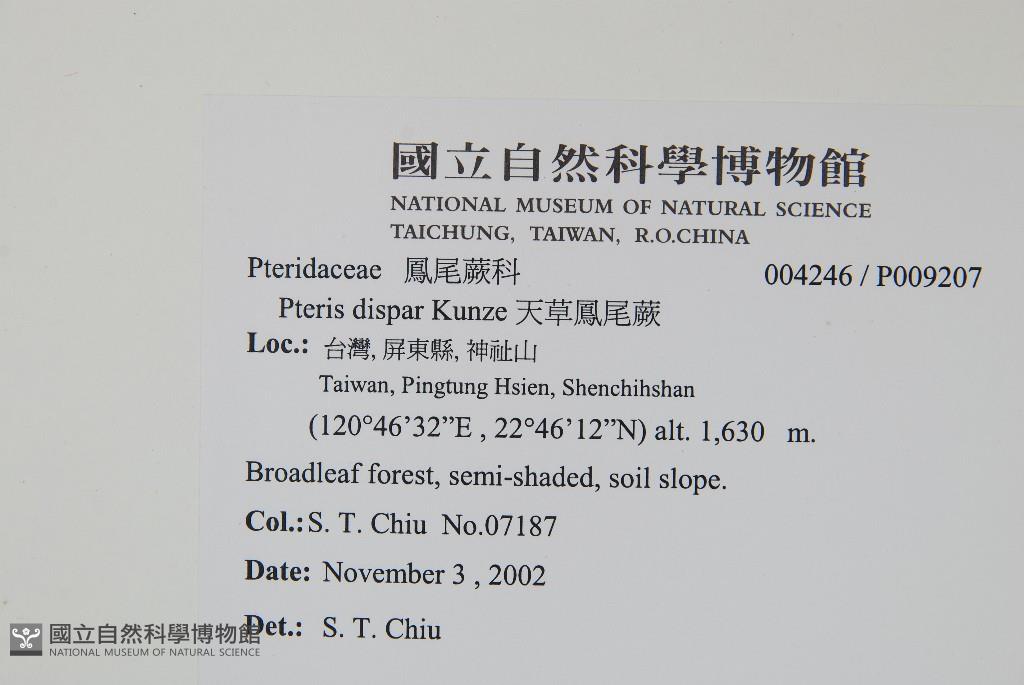 國立自然科學博物館
NATIONAL MUSEUM OF NATURAL SCIENCE
TAICHUNG, TAIWAN, R.O.CHINA
Pteridaceae 鳳尾蕨科 004246 / P009207
Pteris dispar Kunze 天草鳳尾蕨
Loc.: 台灣, 屏東縣, 神祉山
Taiwan, Pingtung Hsien, Shenchihshan
(120°46’32”E , 22°46’12”N) alt. 1,630 m.
Broadleaf forest, semi-shaded, soil slope.
Col.: S. T. Chiu No.07187
Date: November 3 , 2002
Det.: S. T. Chiu
國立自然科學博物館
NATIONAL MUSEUM OF NATURAL SCIENCE